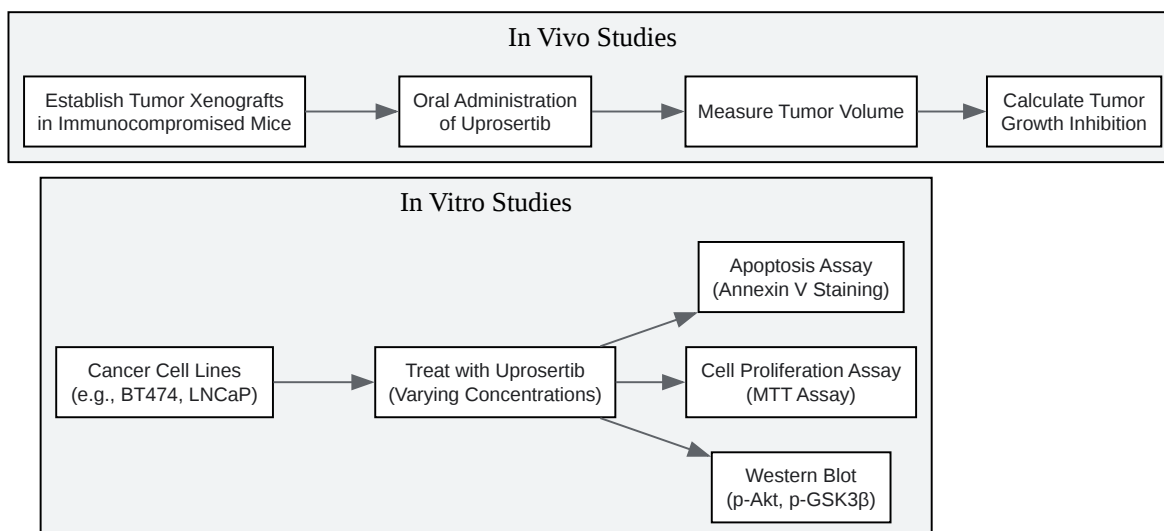 In Vivo Studies
Establish Tumor Xenografts
in Immunocompromised Mice
Oral Administration
of Uprosertib
Measure Tumor Volume
Calculate Tumor
Growth Inhibition
In Vitro Studies
Cancer Cell Lines
(e.g., BT474, LNCaP)
Treat with Uprosertib
(Varying Concentrations)
Apoptosis Assay
(Annexin V Staining)
Cell Proliferation Assay
(MTT Assay)
Western Blot
(p-Akt, p-GSK3β)